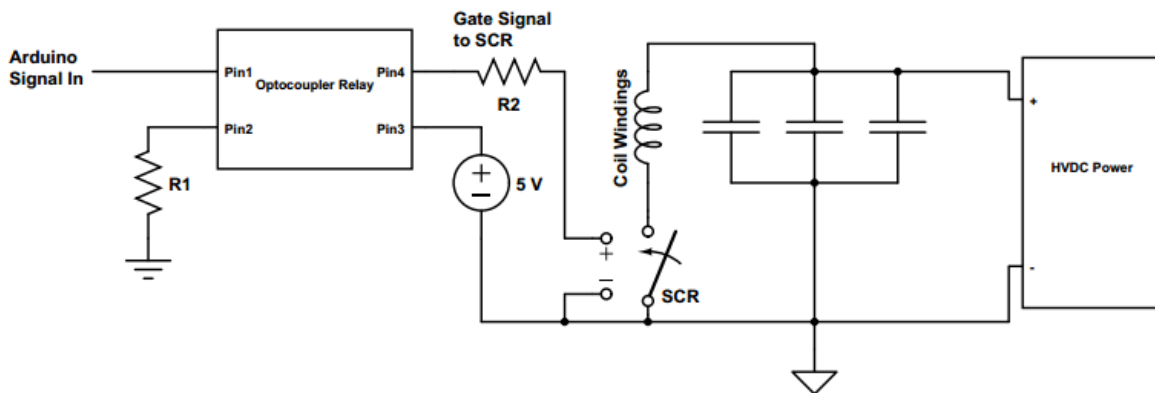 Arduino
Signal In
Pin1
Pin2
Optocoupler Relay
Pin4
Pin3
R1
Gate Signal
to SCR
R2
+
−
5 V
+
−
SCR
Coil Windings
+
-
HVDC Power